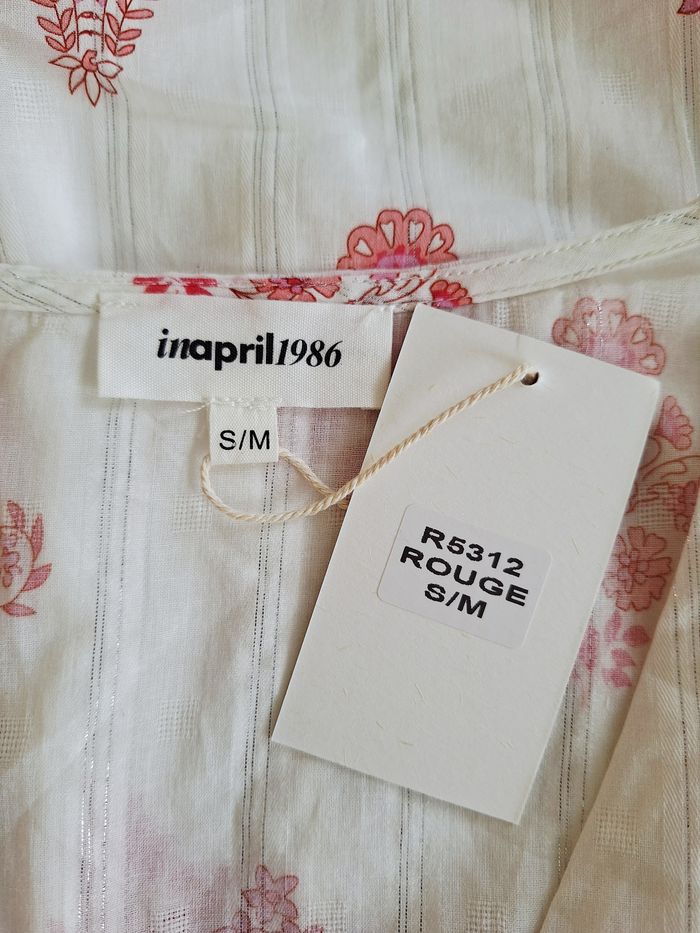 inapril1986
S/M
R5312
ROUGE
S/M